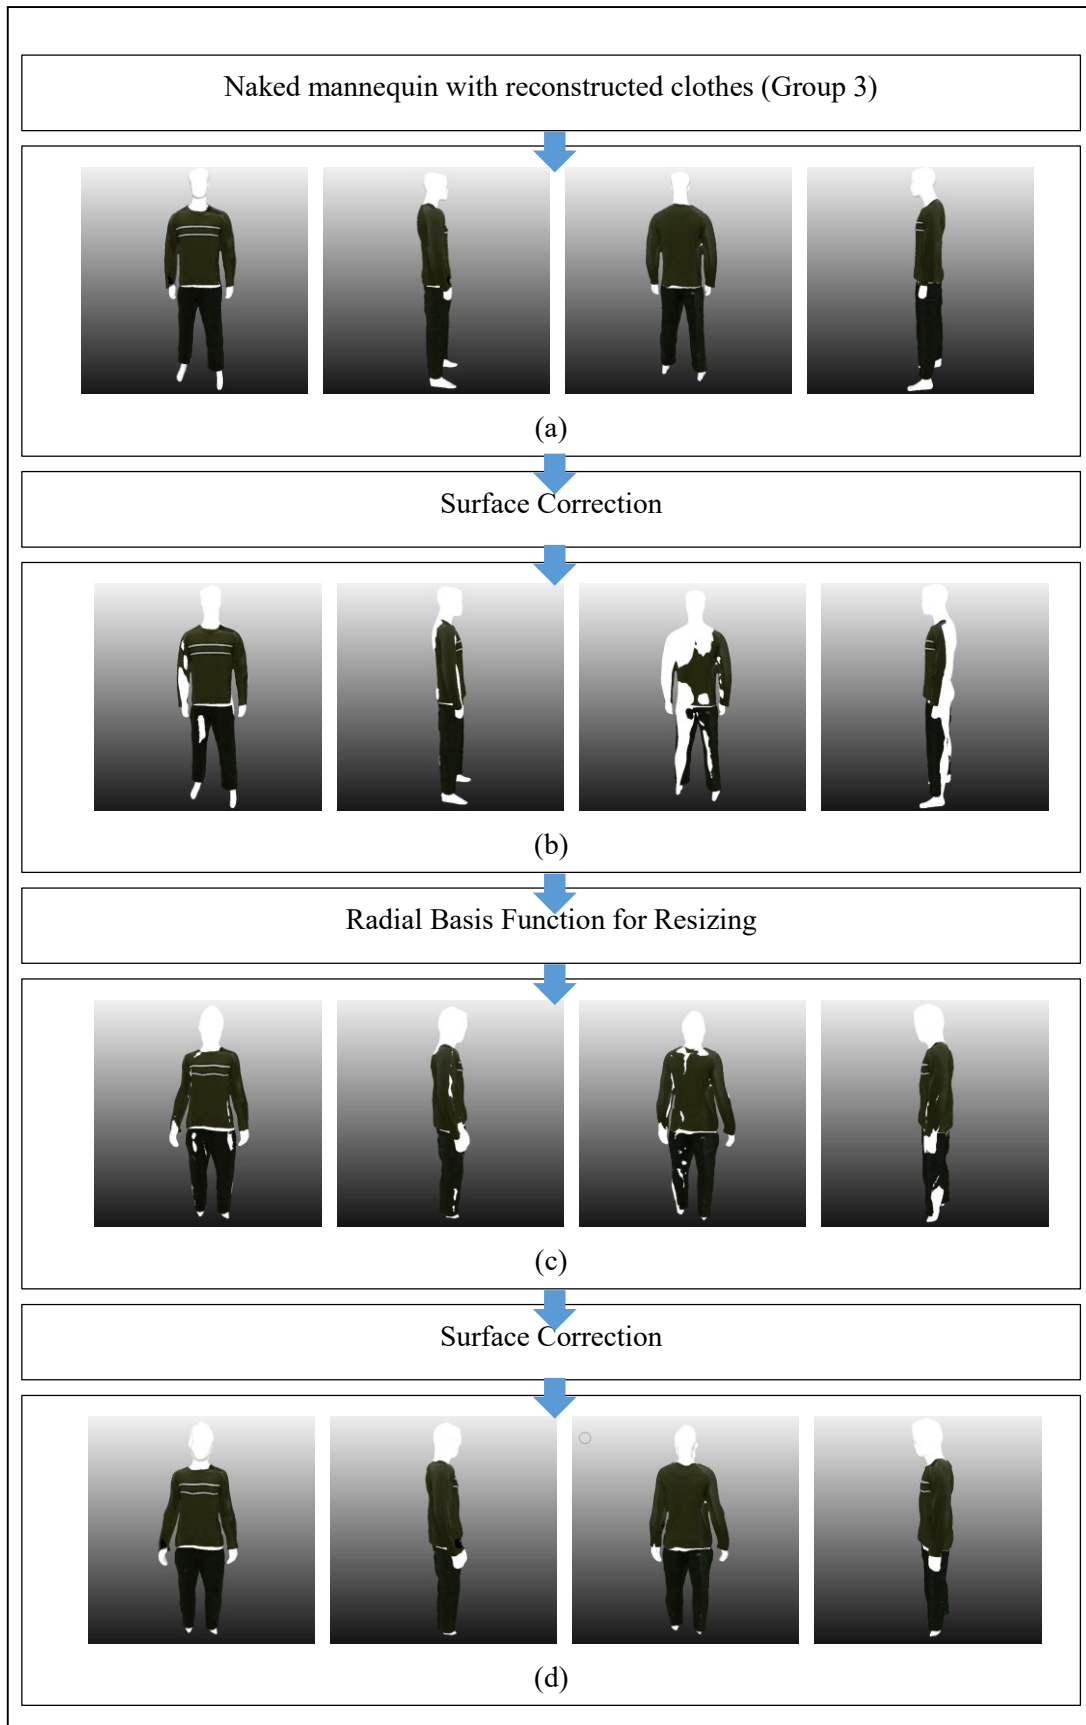 Naked mannequin with reconstructed clothes (Group 3)
(a)
Surface Correction
(b)
Radial Basis Function for Resizing
(c)
Surface Correction
(d)